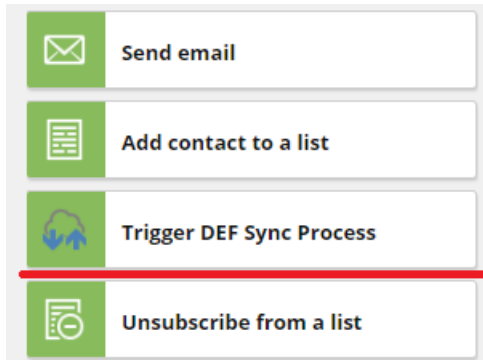 Send email
Add contact to a list
Trigger DEF Sync Process
Unsubscribe from a list